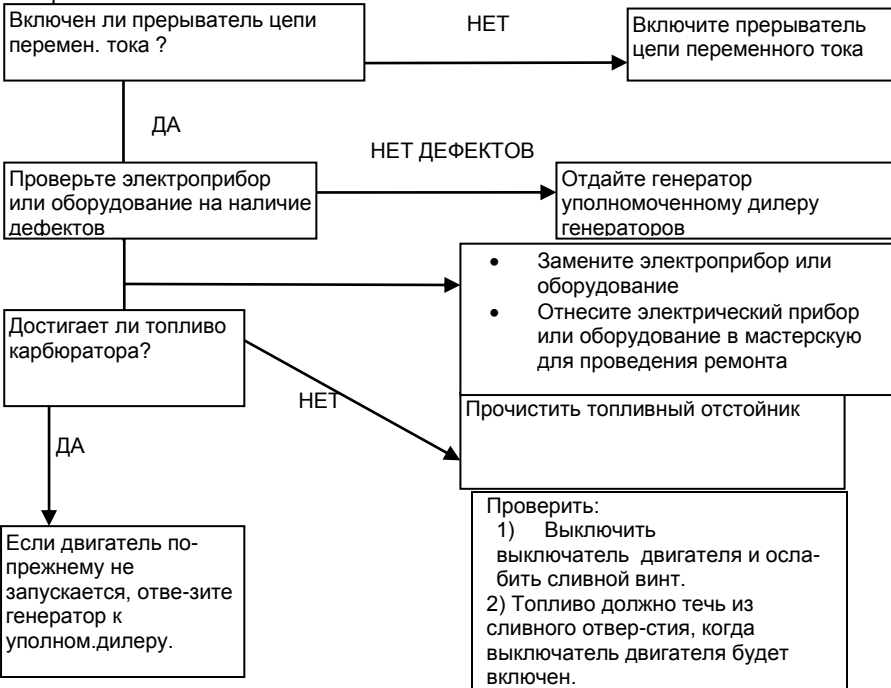 Включен ли прерыватель цепи
перемен. тока ?
НЕТ
Включите прерыватель
цепи переменного тока
ДА
НЕТ ДЕФЕКТОВ
Проверьте электроприбор
или оборудование на наличие
дефектов
Отдайте генератор
уполномоченному дилеру
генераторов
• Замените электроприбор или
оборудование
• Отнесите электрический прибор
или оборудование в мастерскую
для проведения ремонта
Достигает ли топливо
карбюратора?
НЕТ
Прочистить топливный отстойник
ДА
Проверить:
1) Выключить
выключатель двигателя и осла-
бить сливной винт.
2) Топливо должно течь из
сливного отвер-стия, когда
выключатель двигателя будет
включен.
Если двигатель по-
прежнему не
запускается, отве-зите
генератор к
уполном.дилеру.